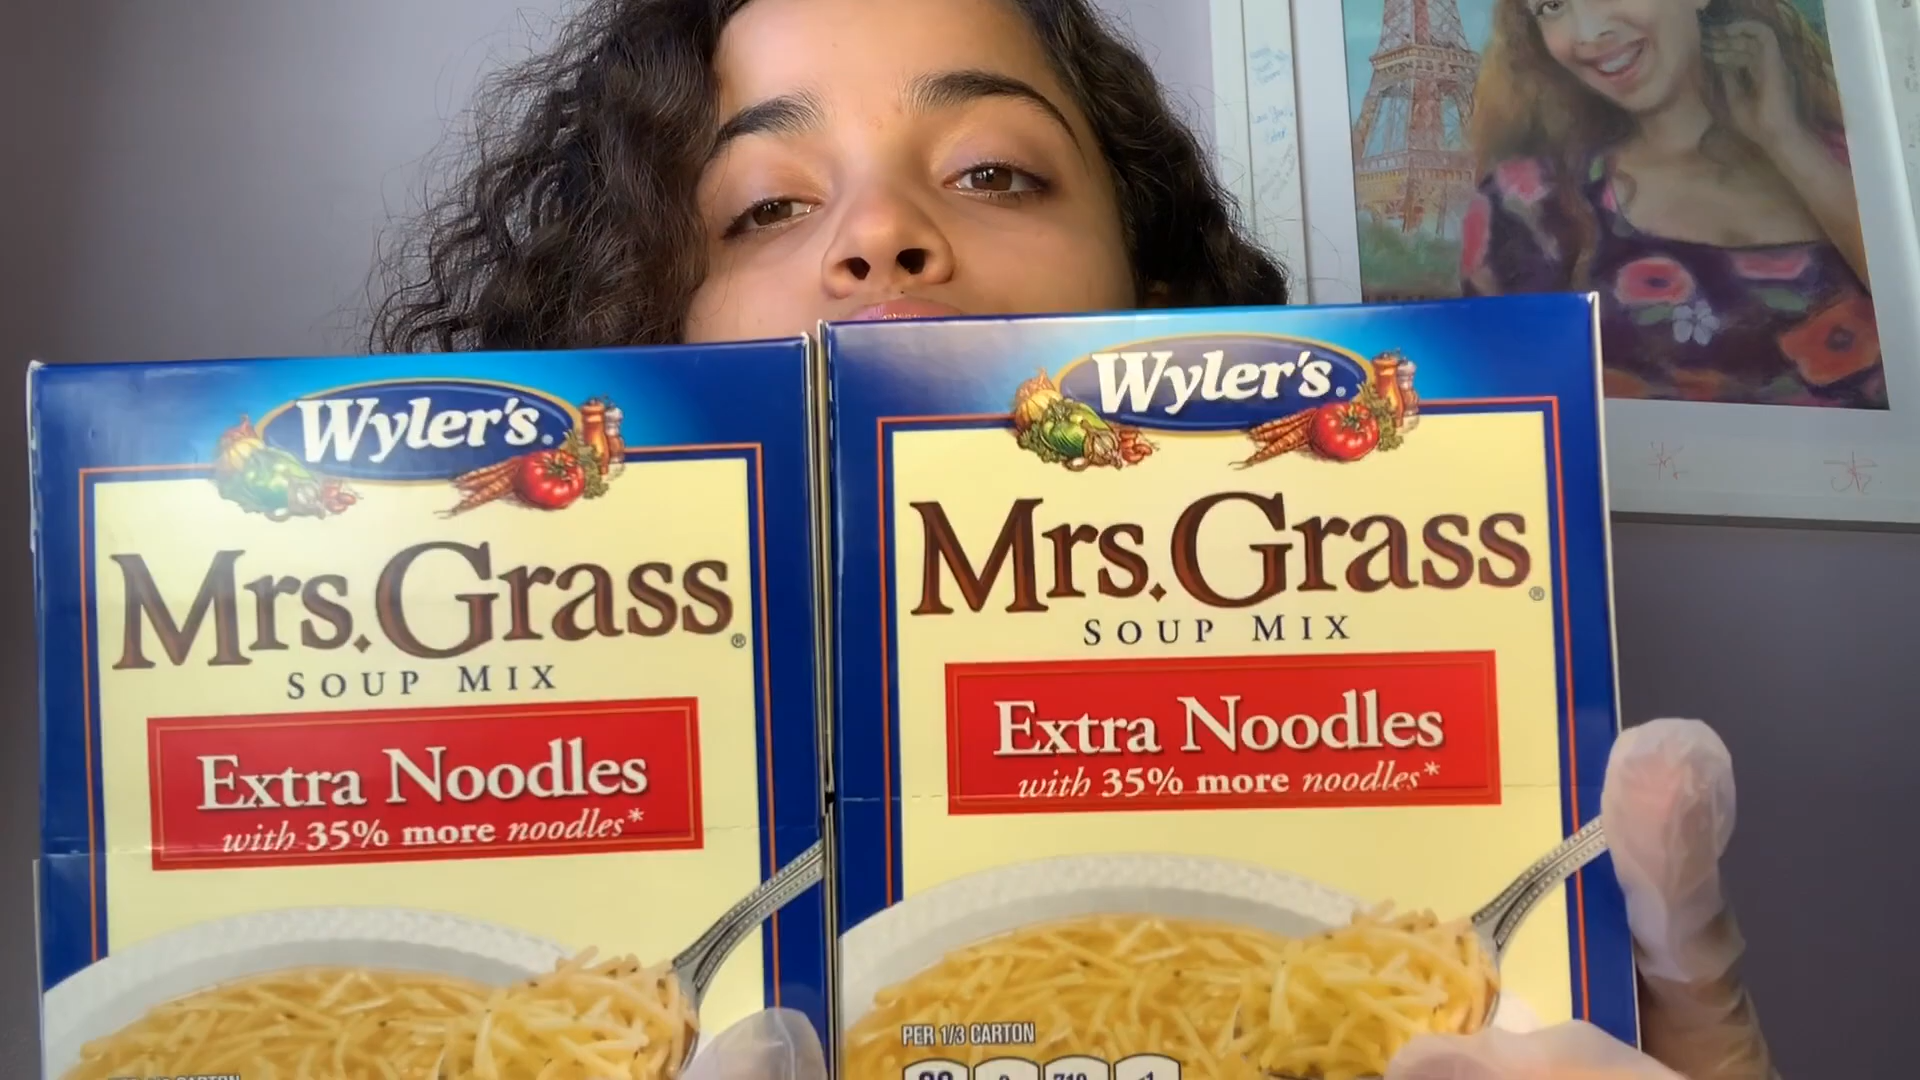 Wyler's®
Mrs. Grass®
SOUP MIX
Extra Noodles
with 35% more noodles*
Wyler's®
Mrs. Grass®
SOUP MIX
Extra Noodles
with 35% more noodles*
PER 1/3 CARTON